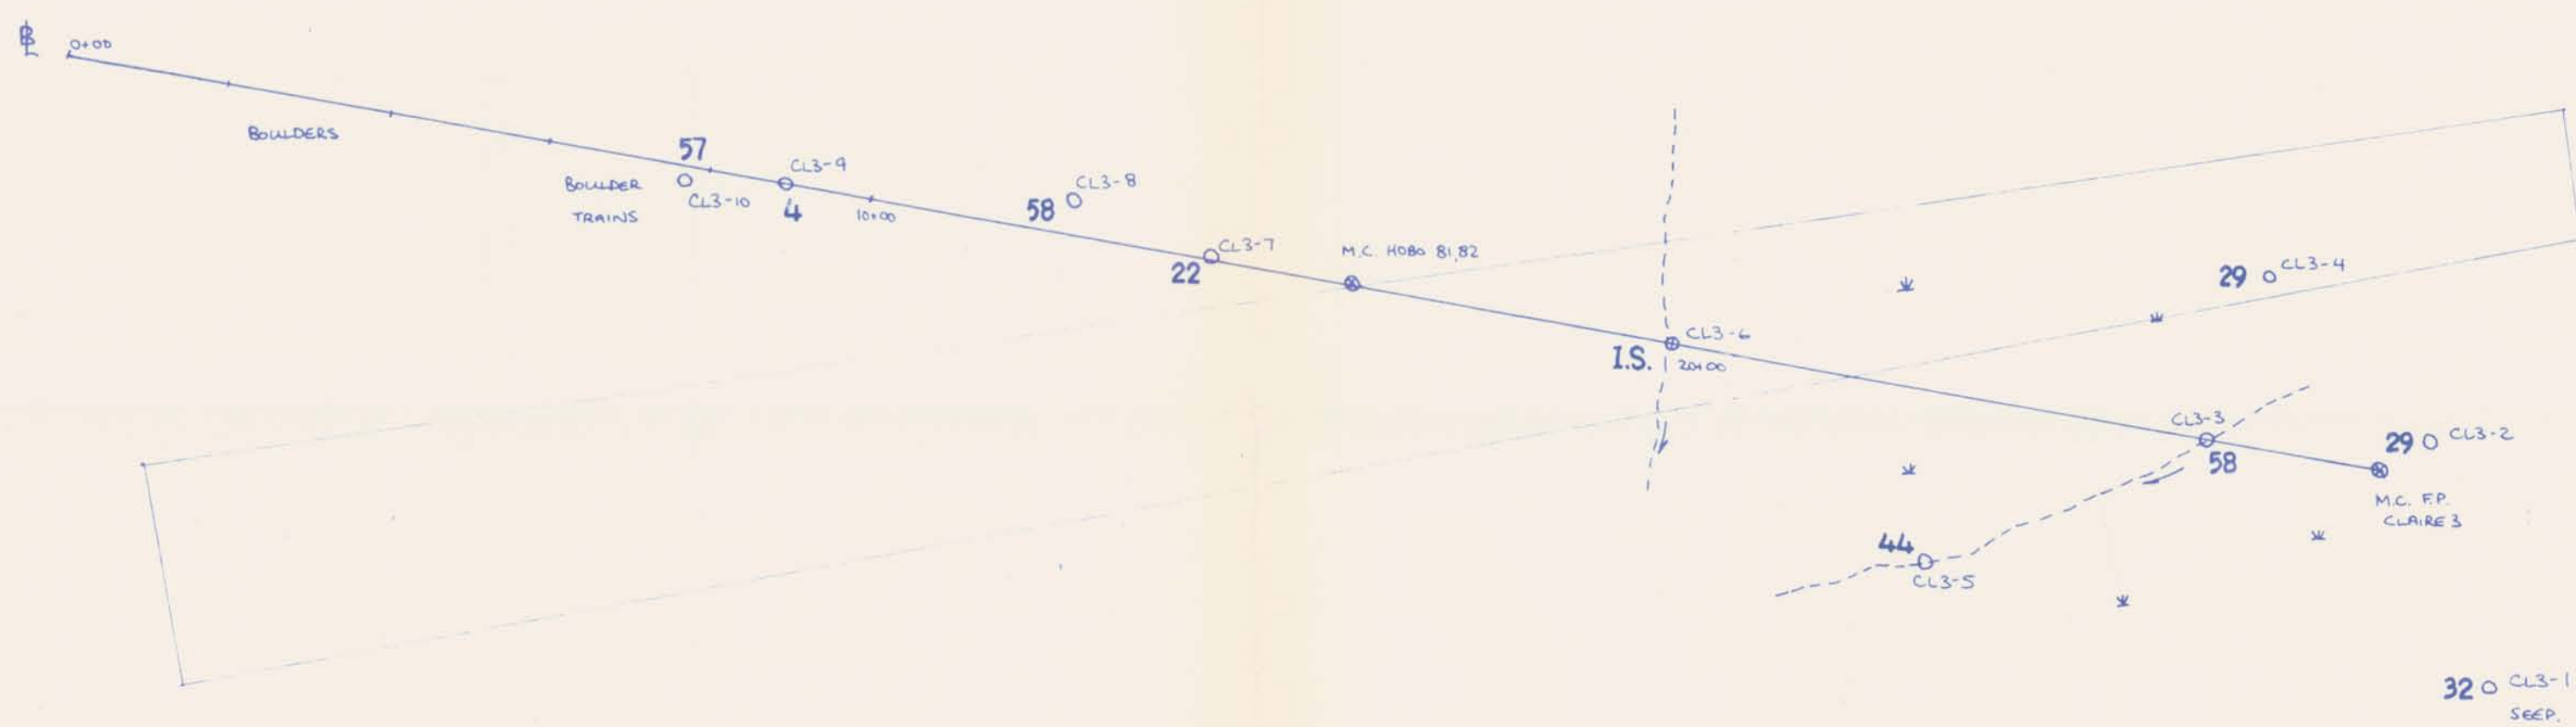 BL
0+00
BOULDERS
57
BOULDER
TRAINS
CL3-10
CL3-9
4
10+00
CL3-8
58
CL3-7
22
M.C. HOBO 81,82
CL3-6
I.S.
20+00
29
CL3-4
CL3-3
58
29
CL3-2
M.C. F.P.
CLAIRE 3
44
CL3-5
32
CL3-1
SEEP.